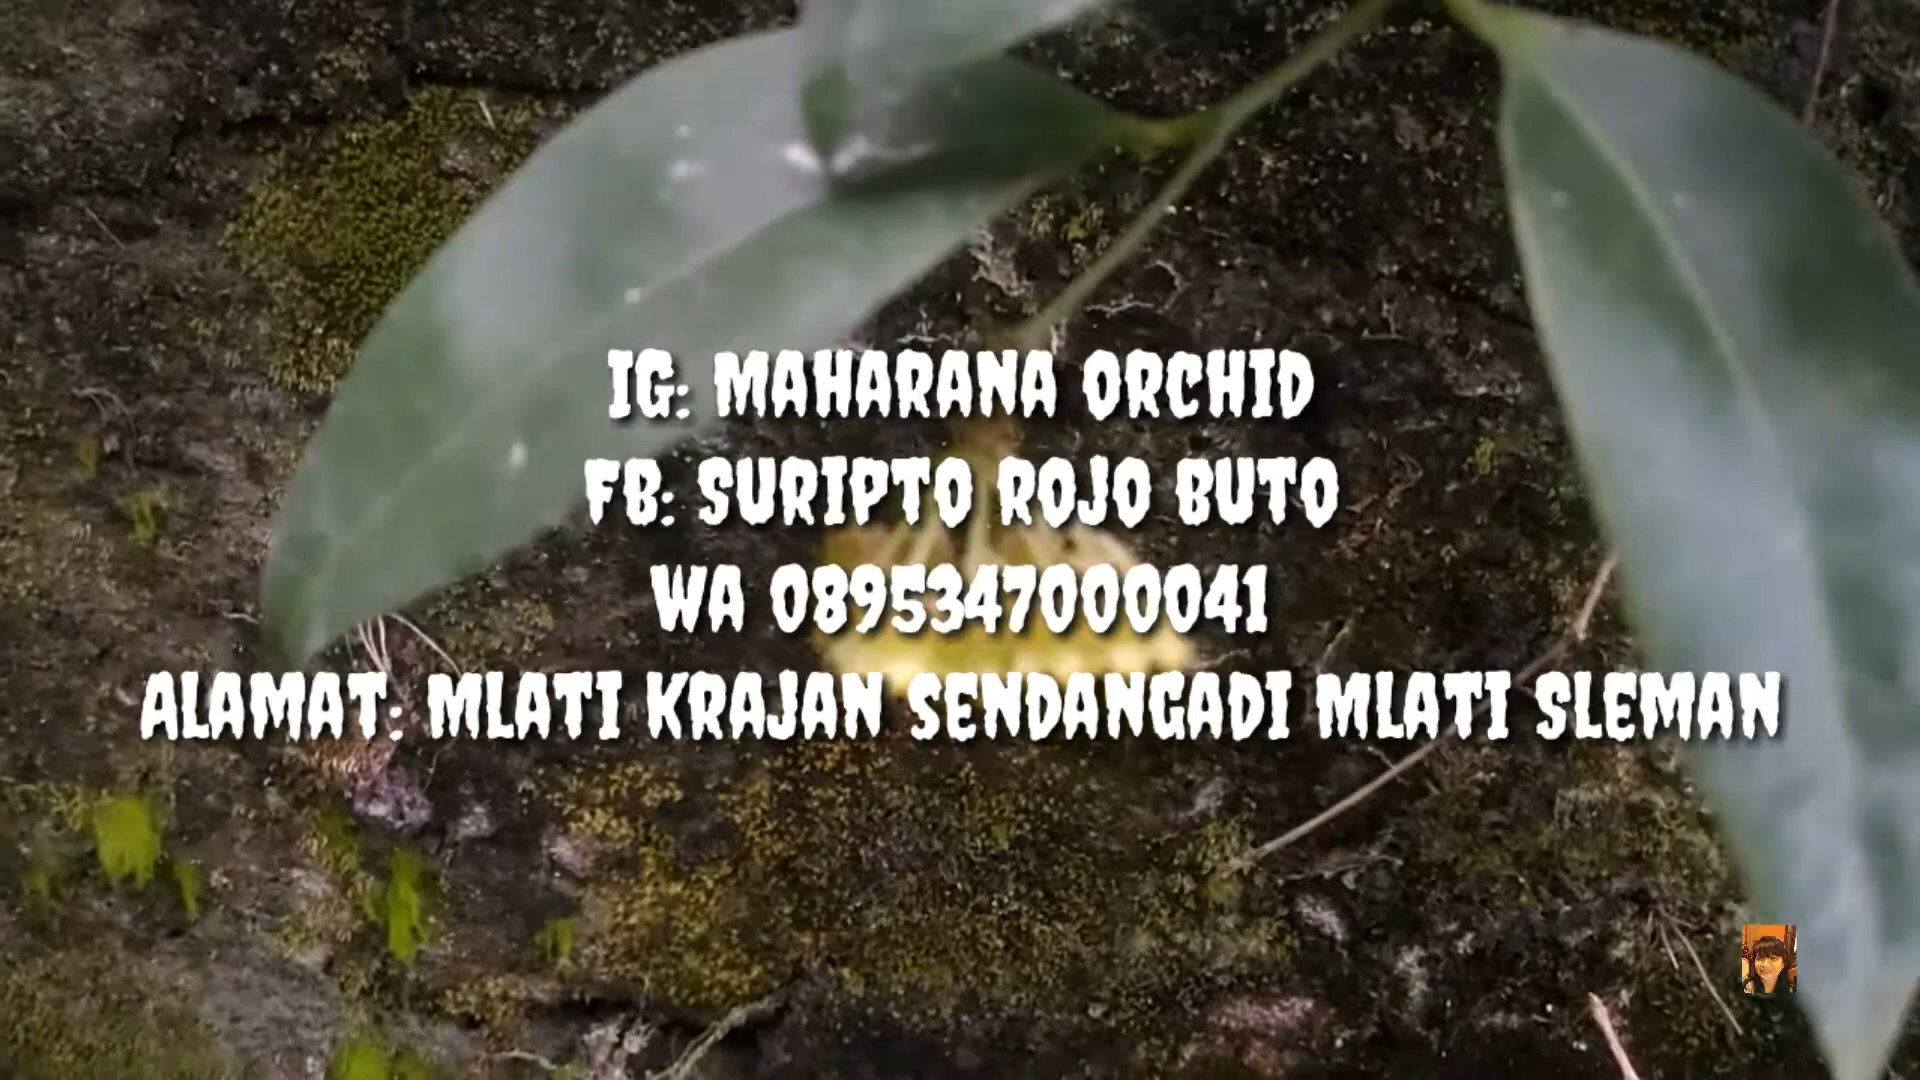 IG: MAHARANA ORCHID
FB: SURIPTO ROJO BUTO
WA 0895347000041
ALAMAT: MLATI KRAJAN SENDANGADI MLATI SLEMAN